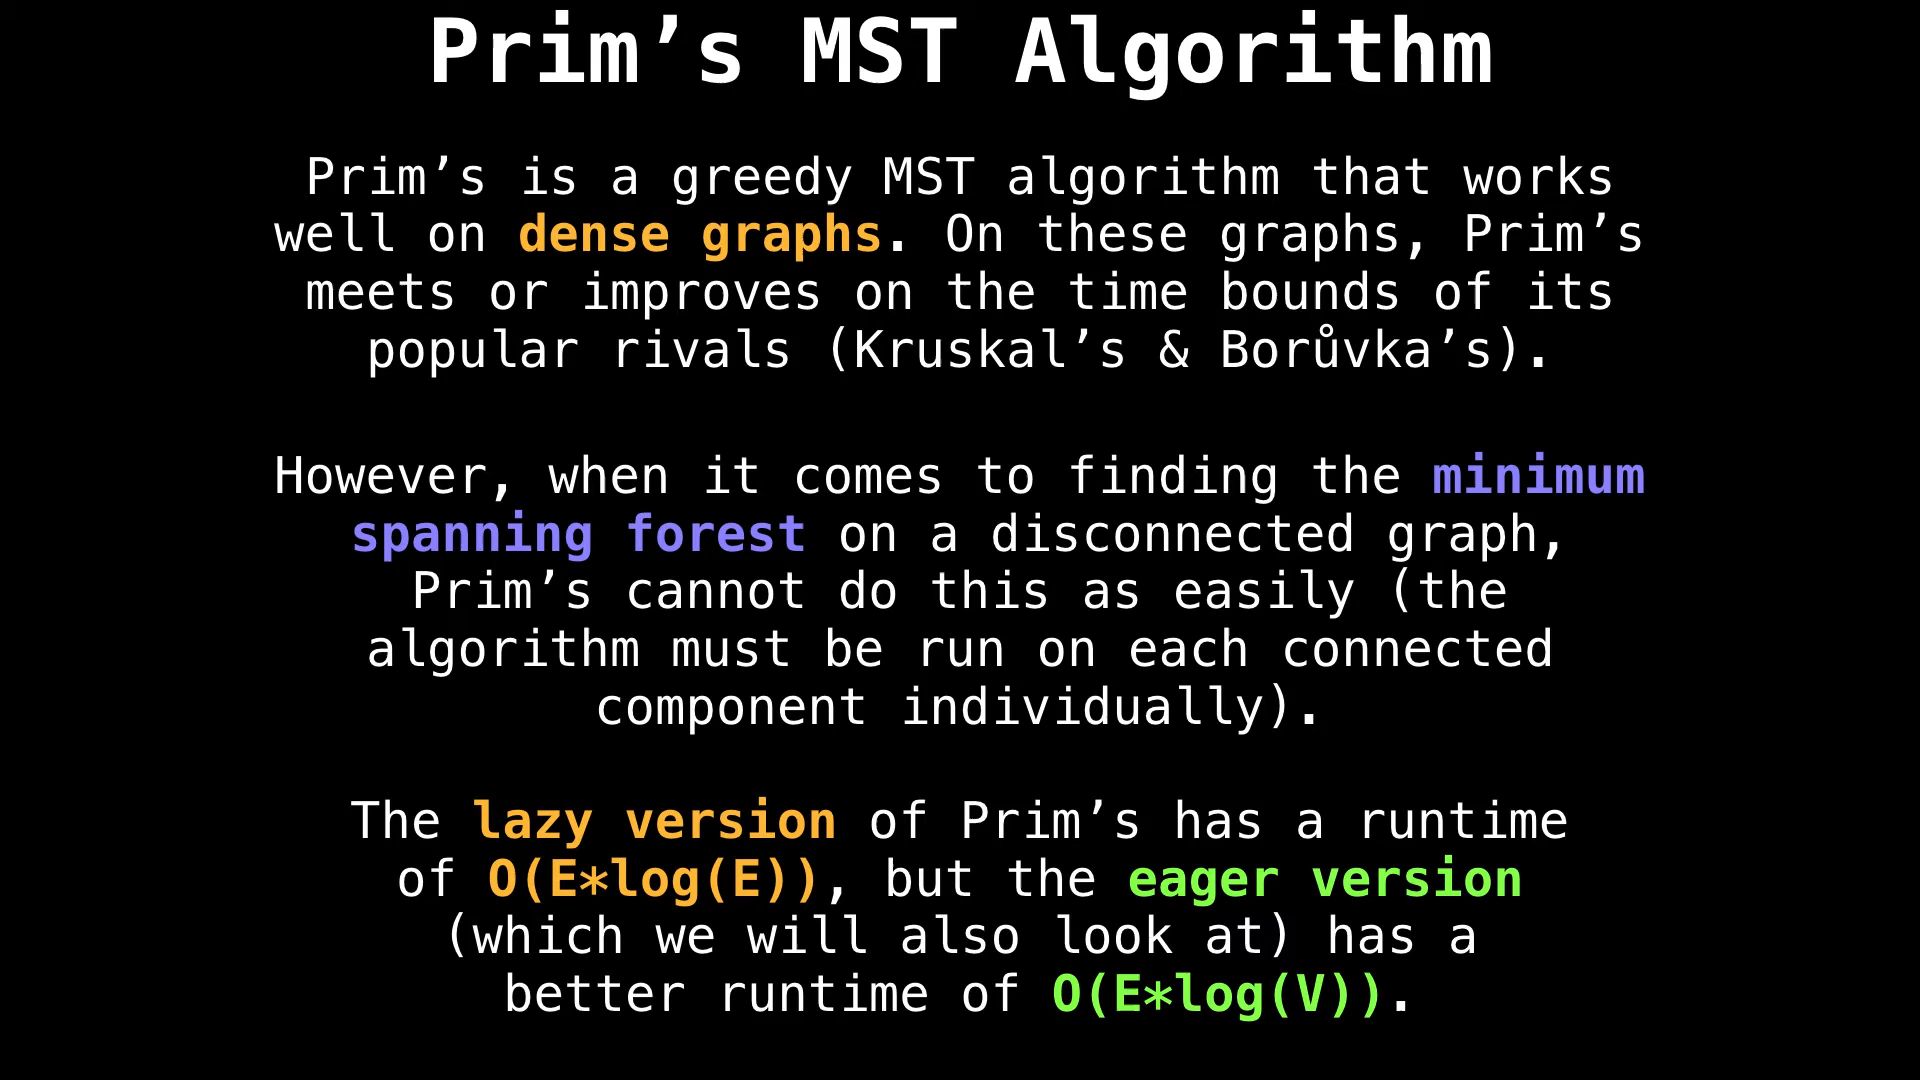 Prim’s MST Algorithm
Prim’s is a greedy MST algorithm that works
well on dense graphs. On these graphs, Prim’s
meets or improves on the time bounds of its
popular rivals (Kruskal’s & Borůvka’s).
However, when it comes to finding the minimum
spanning forest on a disconnected graph,
Prim’s cannot do this as easily (the
algorithm must be run on each connected
component individually).
The lazy version of Prim’s has a runtime
of O(E*log(E)), but the eager version
(which we will also look at) has a
better runtime of O(E*log(V)).